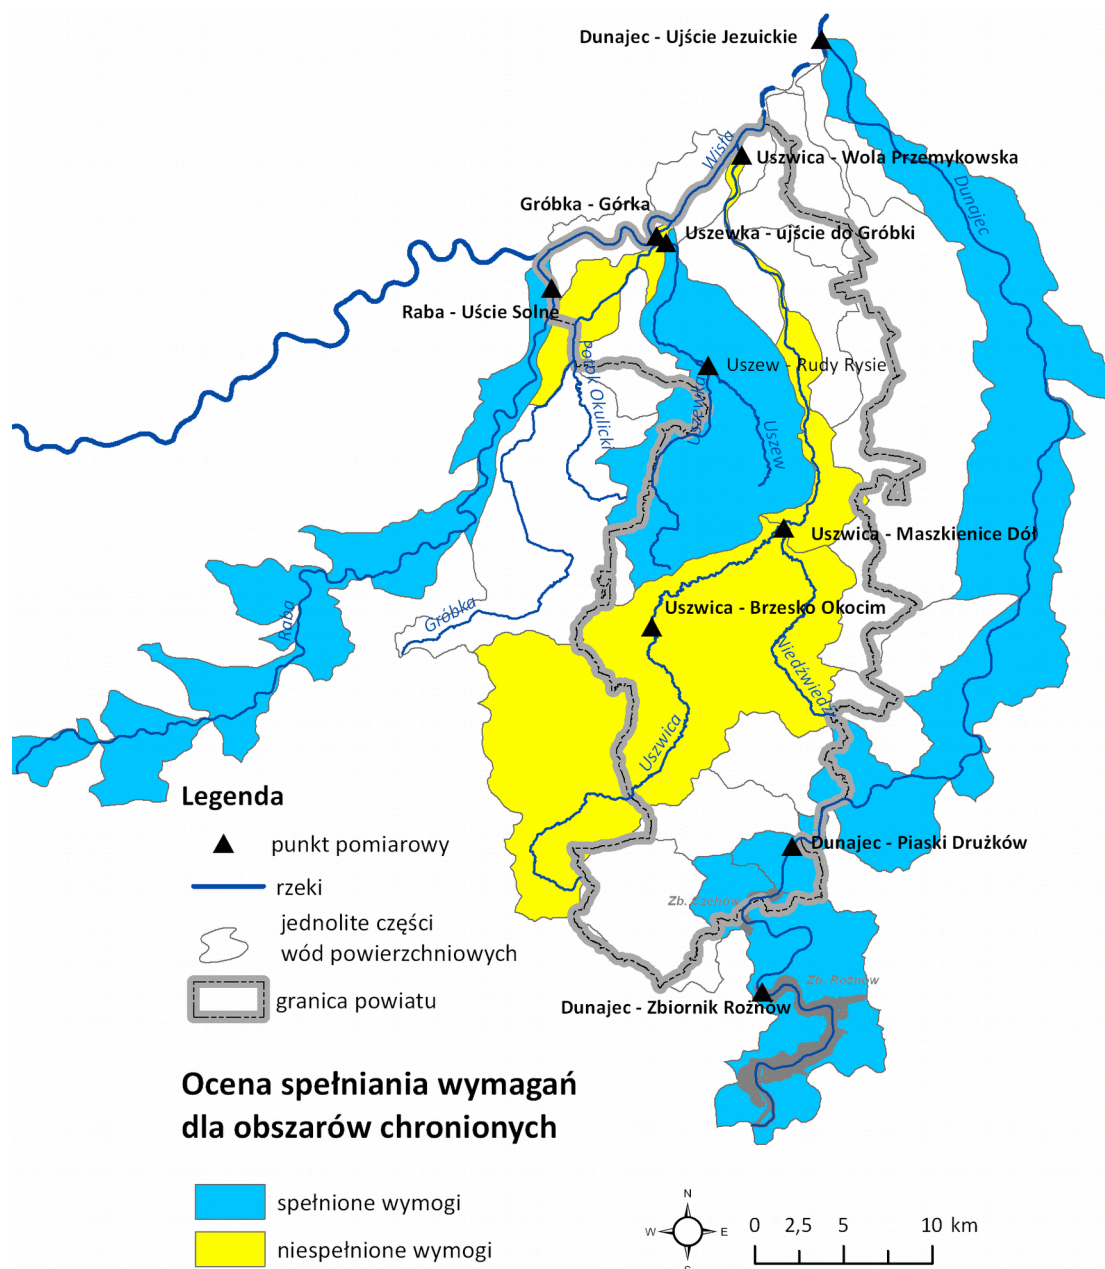 Dunajec - Ujście Jezuickie
Wisła
Uszwica - Wola Przemykowska
Dunajec
Gróbka - Górka
Uszewka - ujście do Gróbki
Raba - Uście Solne
Potok Okulicki
Uszew - Rudy Rysie
Uszewka
Uszew
Uszwica - Maszkienice Dół
Raba
Gróbka
Uszwica - Brzesko Okocim
Niedźwiedź
Uszwica
Legenda
punkt pomiarowy
rzeki
jednolite części
wód powierzchniowych
granica powiatu
Dunajec - Piaski Drużków
Zb. Czchów
Zb. Rożnów
Dunajec - Zbiornik Rożnów
Ocena spełniania wymagań
dla obszarów chronionych
spełnione wymogi
niespełnione wymogi
N
W E
S
0 2,5 5 10 km